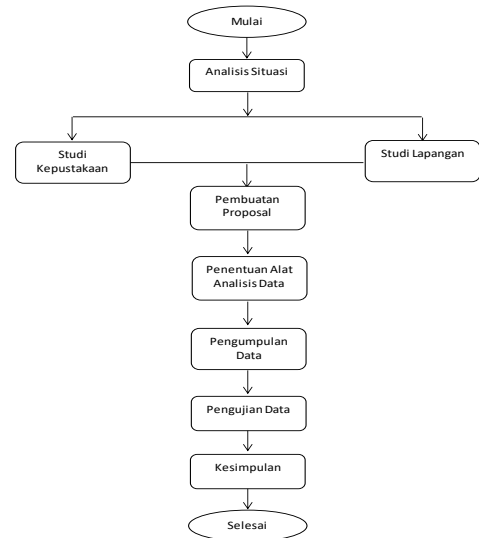 Mulai
Analisis Situasi
Studi
Kepustakaan
Studi Lapangan
Pembuatan
Proposal
Penentuan Alat
Analisis Data
Pengumpulan
Data
Pengujian Data
Kesimpulan
Selesai